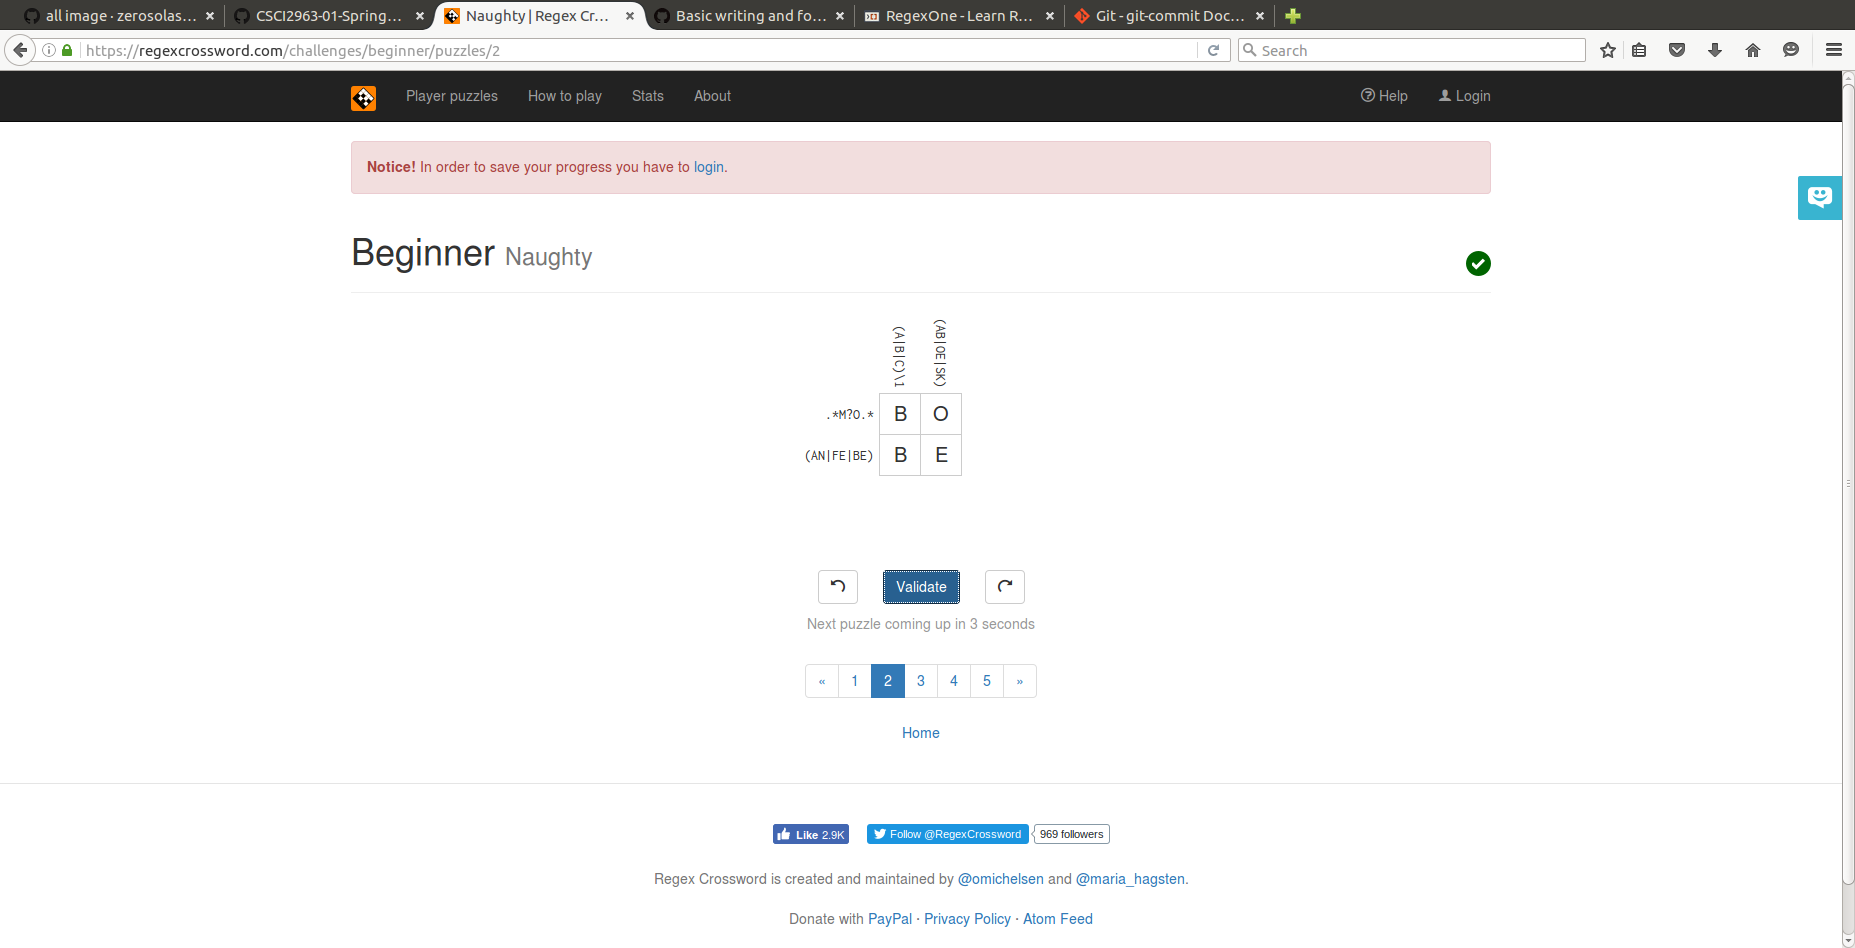 all image · zerosolas... × CSCI2963-01-Spring... × Naughty | Regex Cr... × Basic writing and fo... × RegexOne - Learn R... × Git - git-commit Doc... ×
https://regexcrossword.com/challenges/beginner/puzzles/2 Search
Player puzzles How to play Stats About Help Login
Notice! In order to save your progress you have to login.
Beginner Naughty
(A|B|C)\1 (AB|OE|SK)
.*M?O.* B O
(AN|FE|BE) B E
Validate
Next puzzle coming up in 3 seconds
« 1 2 3 4 5 »
Home
Like 2.9K Follow @RegexCrossword 969 followers
Regex Crossword is created and maintained by @omichelsen and @maria_hagsten.
Donate with PayPal · Privacy Policy · Atom Feed